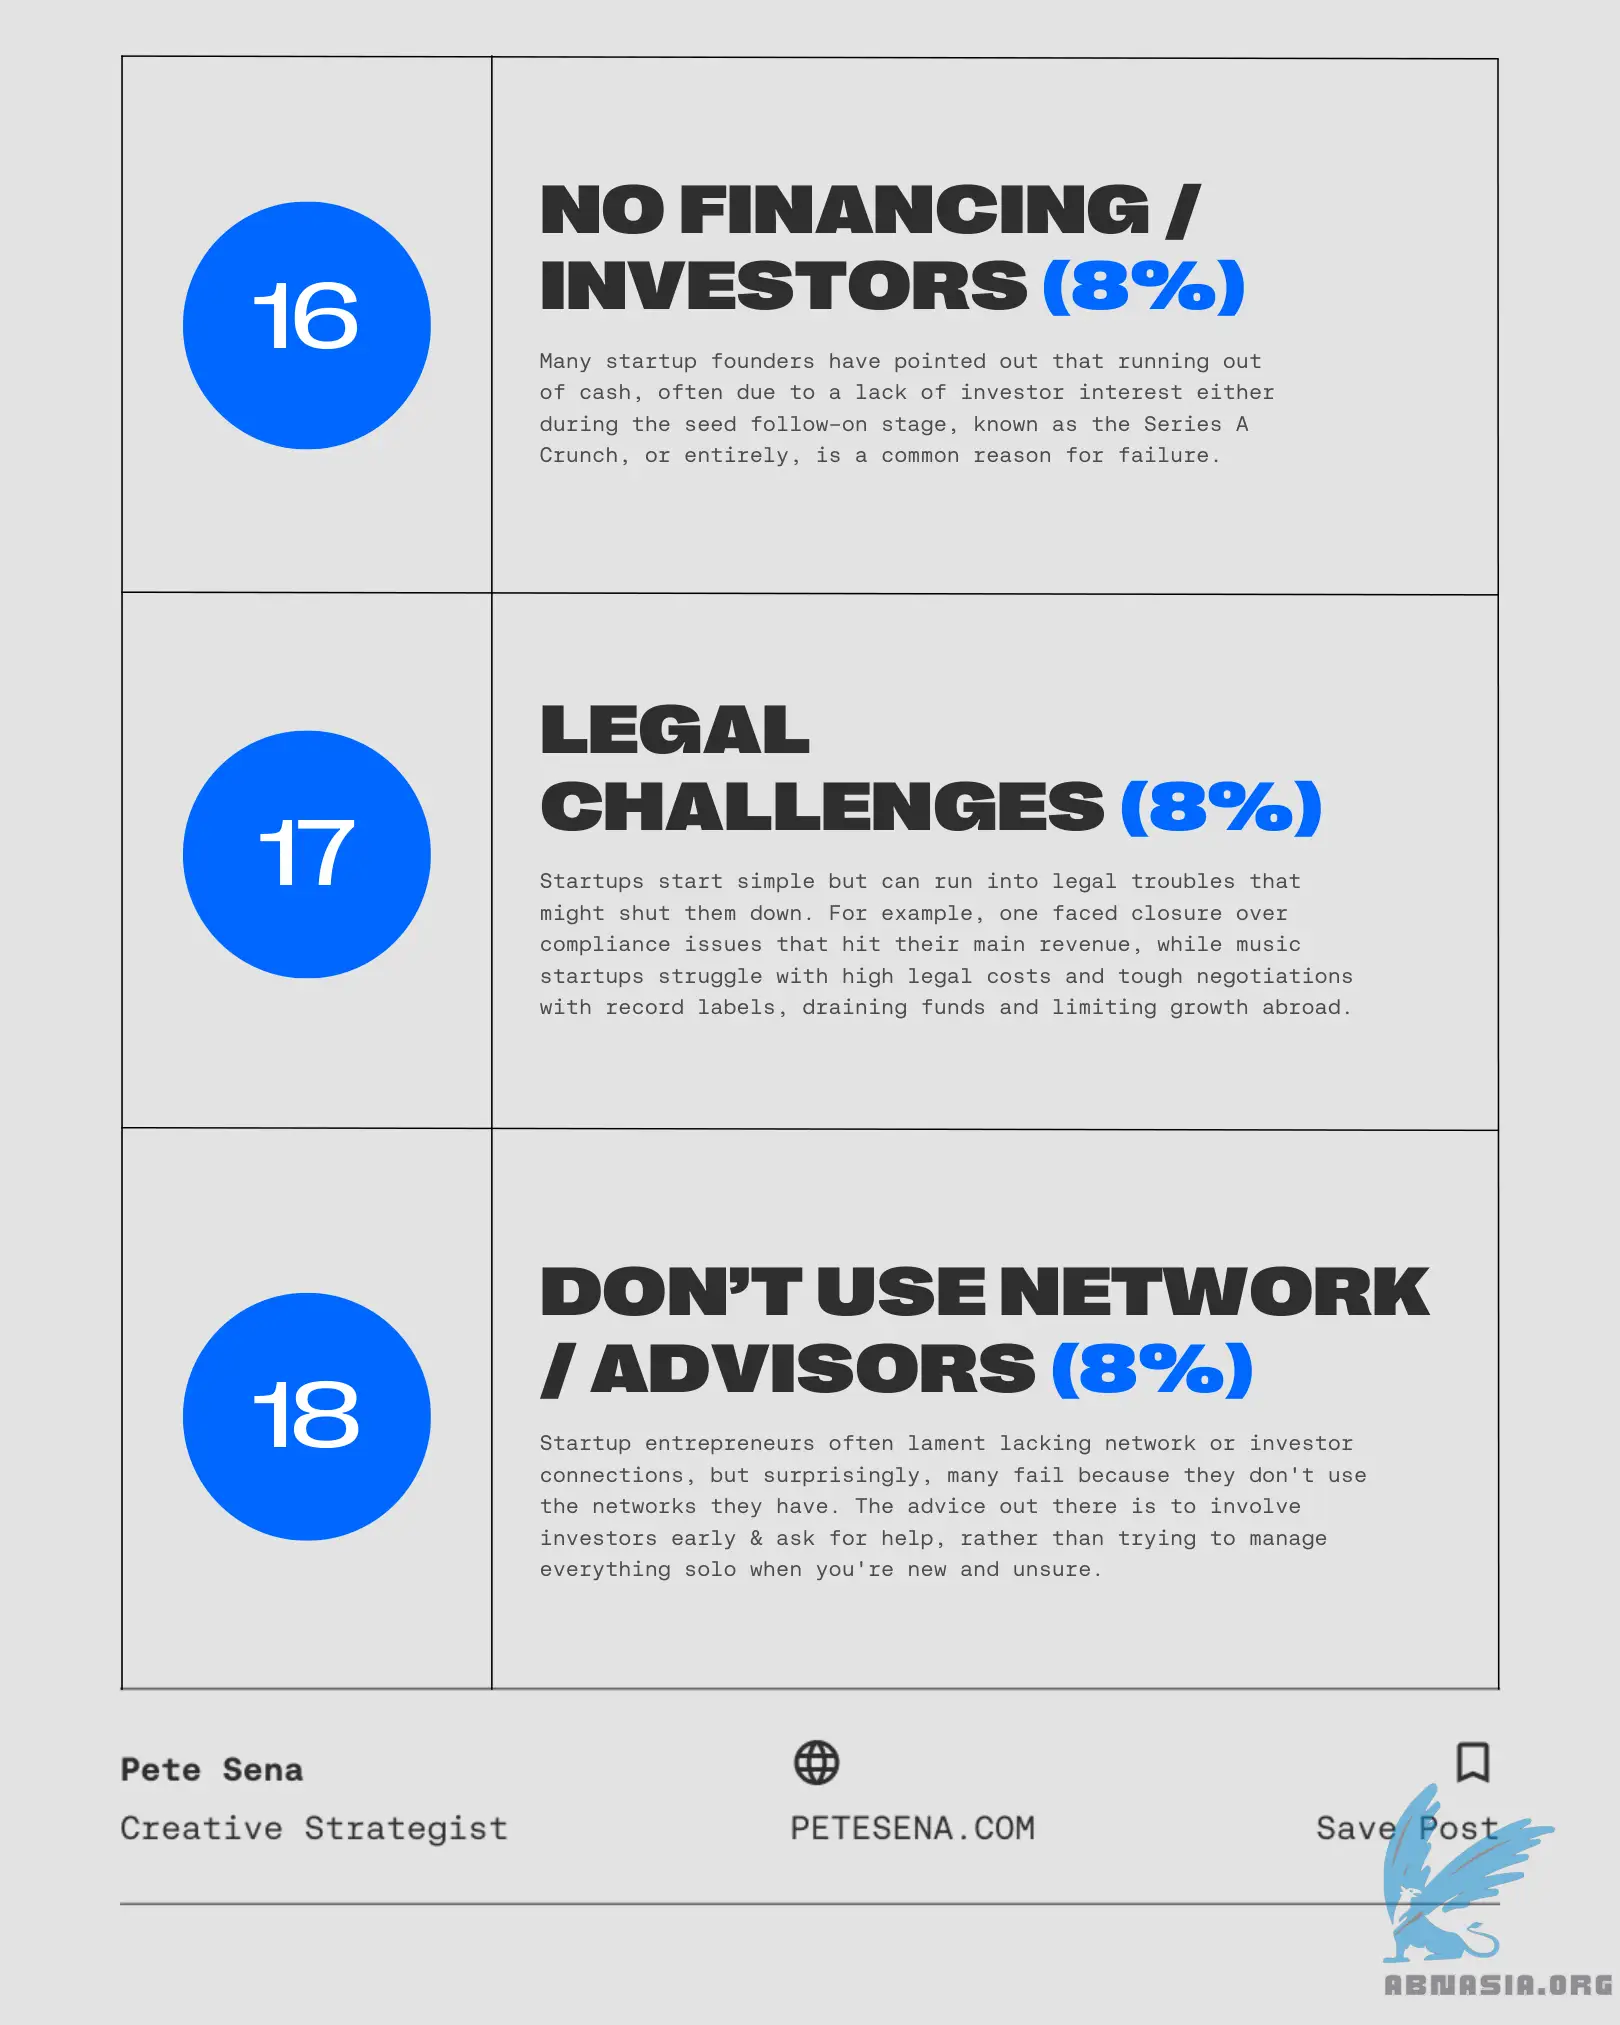 16
NO FINANCING /
INVESTORS (8%)
Many startup founders have pointed out that running out
of cash, often due to a lack of investor interest either
during the seed follow-on stage, known as the Series A
Crunch, or entirely, is a common reason for failure.
17
LEGAL
CHALLENGES (8%)
Startups start simple but can run into legal troubles that
might shut them down. For example, one faced closure over
compliance issues that hit their main revenue, while music
startups struggle with high legal costs and tough negotiations
with record labels, draining funds and limiting growth abroad.
18
DON’T USE NETWORK
/ ADVISORS (8%)
Startup entrepreneurs often lament lacking network or investor
connections, but surprisingly, many fail because they don't use
the networks they have. The advice out there is to involve
investors early & ask for help, rather than trying to manage
everything solo when you're new and unsure.
Pete Sena
Creative Strategist
PETESENA.COM
Save Post
ABNASIA.ORG